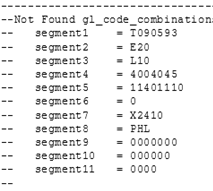 --------------------------------
--Not Found gl_code_combinations
--   segment1    = T090593
--   segment2    = E20
--   segment3    = L10
--   segment4    = 4004045
--   segment5    = 11401110
--   segment6    = 0
--   segment7    = X2410
--   segment8    = PHL
--   segment9    = 0000000
--   segment10   = 000000
--   segment11   = 0000
--